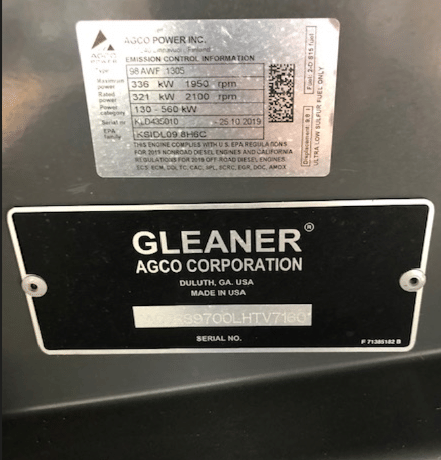 AGCO POWER INC.
AGCO
POWER
EMISSION CONTROL INFORMATION
Type 98 AWF 1305
Maximum power 336 kW 1950 rpm
Rated power 321 kW 2100 rpm
Power category 130 - 560 kW
Serial nr 25.10.2019
EPA family
THIS ENGINE COMPLIES WITH U.S. EPA REGULATIONS
FOR 2019 NONROAD DIESEL ENGINES AND CALIFORNIA
REGULATIONS FOR 2019 OFF-ROAD DIESEL ENGINES
ULTRA LOW SULFUR FUEL ONLY
GLEANER®
AGCO CORPORATION
DULUTH, GA. USA
MADE IN USA
SERIAL NO.
F 71385182 B